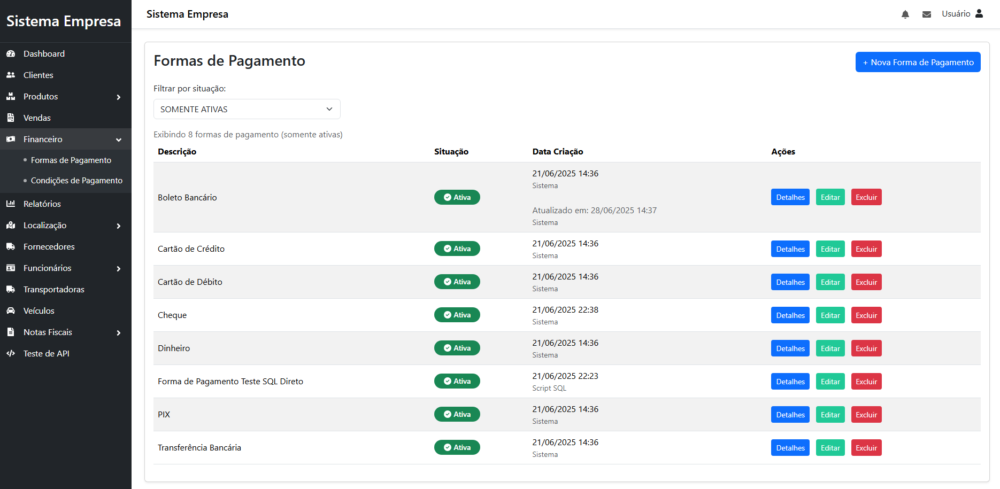 Sistema Empresa
Dashboard
Clientes
Produtos
Vendas
Financeiro
Formas de Pagamento
Condições de Pagamento
Relatórios
Localização
Fornecedores
Funcionários
Transportadoras
Veículos
Notas Fiscais
Teste de API
Sistema Empresa
Usuário
Formas de Pagamento
+ Nova Forma de Pagamento
Filtrar por situação:
SOMENTE ATIVAS
Exibindo 8 formas de pagamento (somente ativas)
Descrição Situação Data Criação Ações
Boleto Bancário Ativa 21/06/2025 14:36
Sistema
Atualizado em: 28/06/2025 14:37
Sistema
Detalhes Editar Excluir
Cartão de Crédito Ativa 21/06/2025 14:36
Sistema
Detalhes Editar Excluir
Cartão de Débito Ativa 21/06/2025 14:36
Sistema
Detalhes Editar Excluir
Cheque Ativa 21/06/2025 22:38
Sistema
Detalhes Editar Excluir
Dinheiro Ativa 21/06/2025 14:36
Sistema
Detalhes Editar Excluir
Forma de Pagamento Teste SQL Direto Ativa 21/06/2025 22:23
Script SQL
Detalhes Editar Excluir
PIX Ativa 21/06/2025 14:36
Sistema
Detalhes Editar Excluir
Transferência Bancária Ativa 21/06/2025 14:36
Sistema
Detalhes Editar Excluir